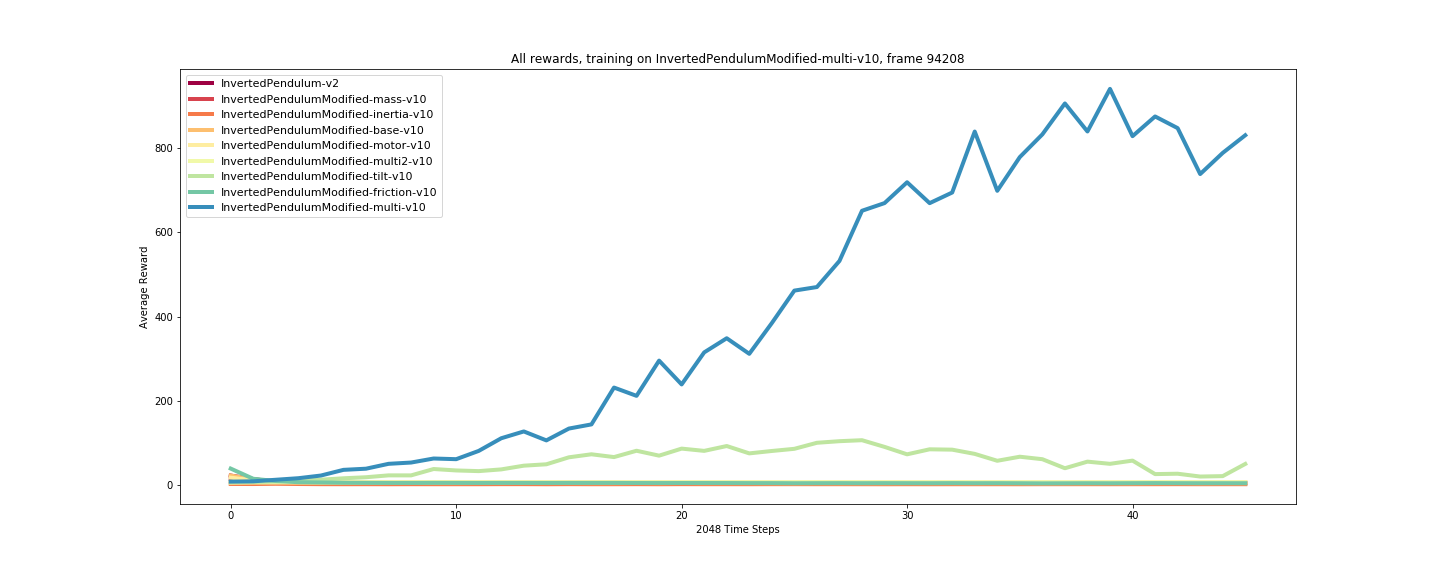 All rewards, training on InvertedPendulumModified-multi-v10, frame 94208
InvertedPendulum-v2
InvertedPendulumModified-mass-v10
InvertedPendulumModified-inertia-v10
InvertedPendulumModified-base-v10
InvertedPendulumModified-motor-v10
InvertedPendulumModified-multi2-v10
InvertedPendulumModified-tilt-v10
InvertedPendulumModified-friction-v10
InvertedPendulumModified-multi-v10
800
600
400
200
0
Average Reward
0 10 20 30 40
2048 Time Steps